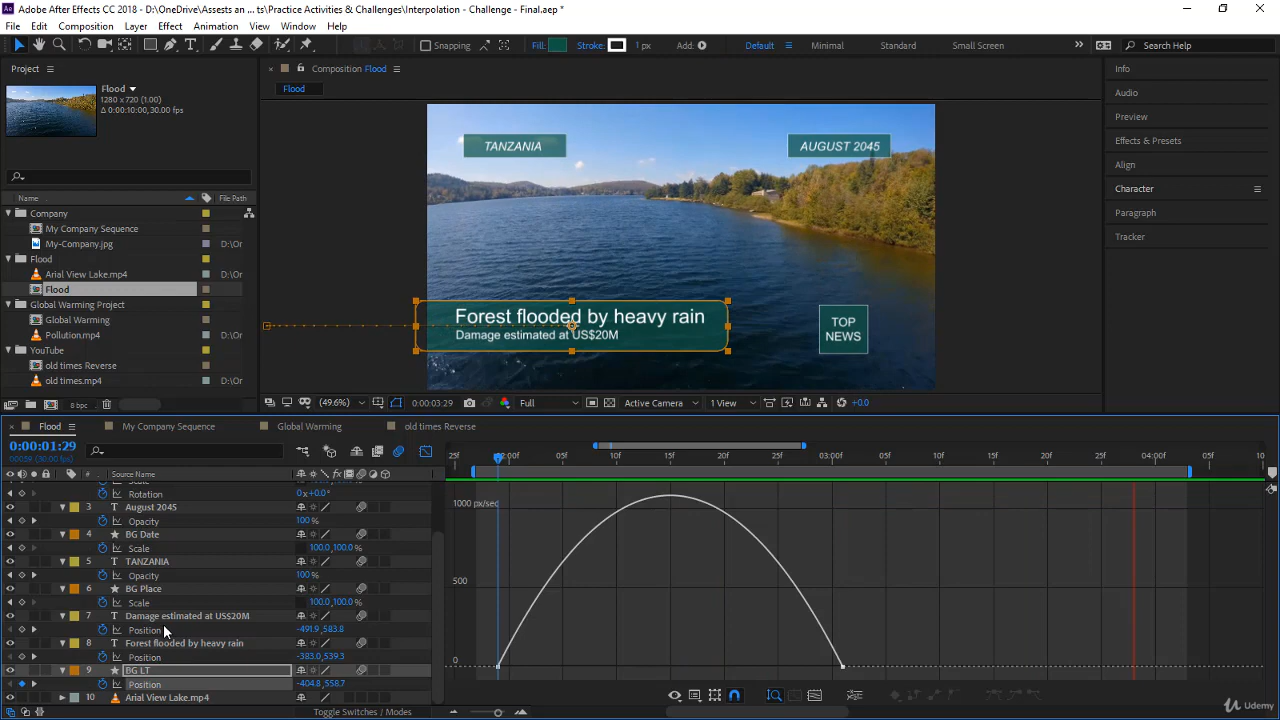 Adobe After Effects CC 2018 - D:\OneDrive\Assests an ... ts\Practice Activities & Challenges\Interpolation - Challenge - Final.aep *
File Edit Composition Layer Effect Animation View Window Help
Snapping Fill: Stroke: 1 px Add: Default Minimal Standard Small Screen Search Help
Project
Composition Flood
Info
Flood
1280 x 720 (1.00)
Δ 0:00:10:00, 30.00 fps
Flood
Audio
Preview
Effects & Presets
Align
Character
Paragraph
Tracker
TANZANIA
AUGUST 2045
Forest flooded by heavy rain
Damage estimated at US$20M
TOP
NEWS
Name File Path
Company
My Company Sequence
My-Company.jpg D:\Or
Flood
Arial View Lake.mp4 D:\Or
Flood
Global Warming Project
Global Warming
Pollution.mp4 D:\Or
YouTube
old times Reverse
old times.mp4 D:\Or
8 bpc
(49.6%) 0:00:03:29 Full Active Camera 1 View +0.0
Flood My Company Sequence Global Warming old times Reverse
0:00:01:29
00059 (30.00 fps)
# Source Name
Scale
Rotation 0x+0.0°
3 August 2045
Opacity 100%
4 BG Date
Scale 100.0,100.0%
5 TANZANIA
Opacity 100%
6 BG Place
Scale 100.0,100.0%
7 Damage estimated at US$20M
Position -491.9,583.8
8 Forest flooded by heavy rain
Position -383.0,539.3
9 BG LT
Position -404.8,558.7
10 Arial View Lake.mp4
Toggle Switches / Modes
25f 02:00f 05f 10f 15f 20f 25f 03:00f 05f 10f 15f 20f 25f 04:00f 05f 10
1000 px/sec
500
0
Udemy